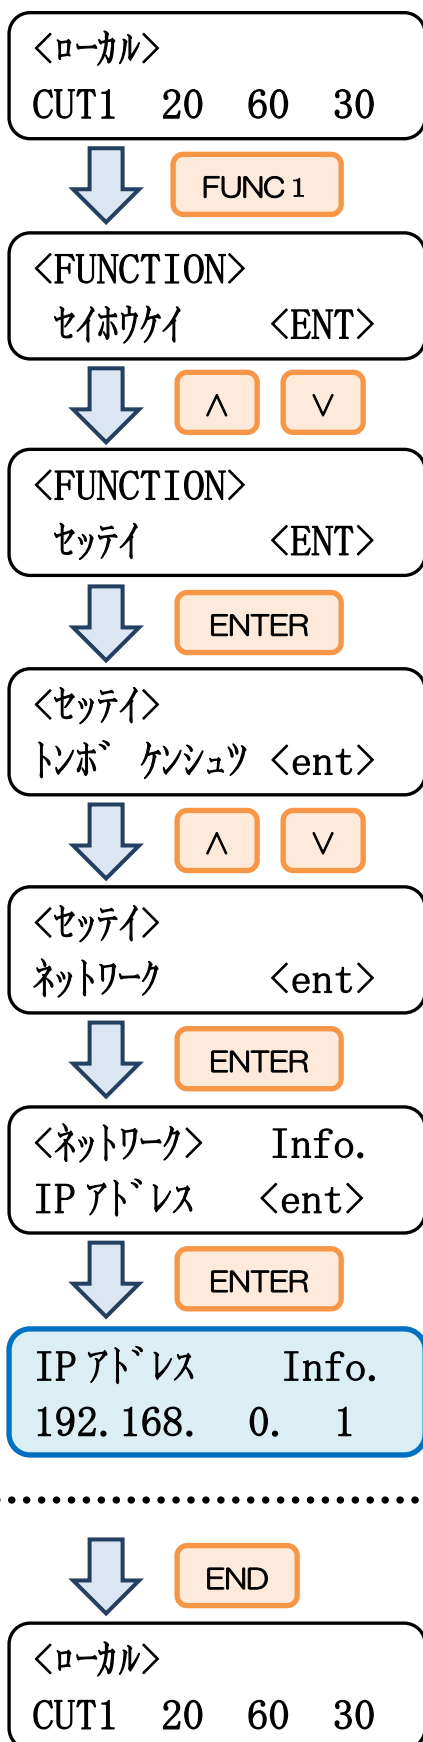 <ﾛｰｶﾙ>
CUT1 20 60 30
FUNC1
<FUNCTION>
ｾｲﾎｳｹｲ <ENT>
∧ ∨
<FUNCTION>
ｾｯﾃｲ <ENT>
ENTER
<ｾｯﾃｲ>
ﾄﾝﾎﾞ ｹﾝｼｭﾂ <ent>
∧ ∨
<ｾｯﾃｲ>
ﾈｯﾄﾜｰｸ <ent>
ENTER
<ﾈｯﾄﾜｰｸ> Info.
IP ｱﾄﾞﾚｽ <ent>
ENTER
IP ｱﾄﾞﾚｽ Info.
192.168. 0. 1
END
<ﾛｰｶﾙ>
CUT1 20 60 30